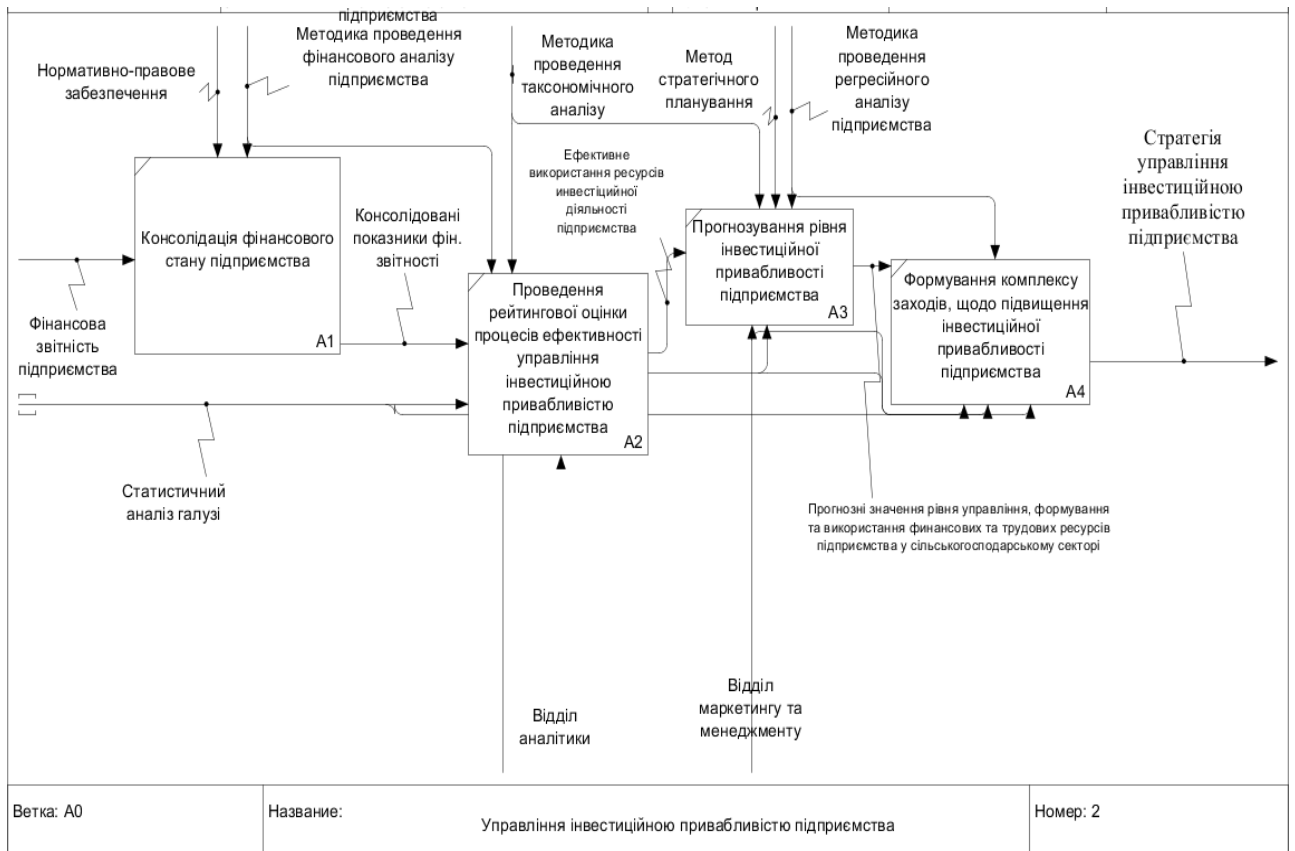 підприємства
Методика проведення
фінансового аналізу
підприємства
Нормативно-правове
забезпечення
Методика
проведення
таксономічного
аналізу
Метод
стратегічного
планування
Методика
проведення
регресійного
аналізу
підприємства
Стратегія
управління
інвестиційною
привабливістю
підприємства
Ефективне
використання ресурсів
инвестіцийної
діяльності
підприємства
Консолідація фінансового
стану підприємства
A1
Консолідовані
показники фін.
звітності
Прогнозування рівня
інвестиційної
привабливості
підприємства
A3
Проведення
рейтингової оцінки
процесів ефективності
управління
інвестиційною
привабливістю
підприємства
A2
Формування комплексу
заходів, щодо підвищення
інвестиційної
привабливості
підприємства
A4
Фінансова
звітність
підприємства
Статистичний
аналіз галузі
Прогнозні значення рівня управління, формування
та використання финансових та трудових ресурсів
підприємства у сільськогосподарському секторі
Відділ
аналітики
Відділ
маркетингу та
менеджменту
Ветка: A0
Название:
Управління інвестиційною привабливістю підприємства
Номер: 2